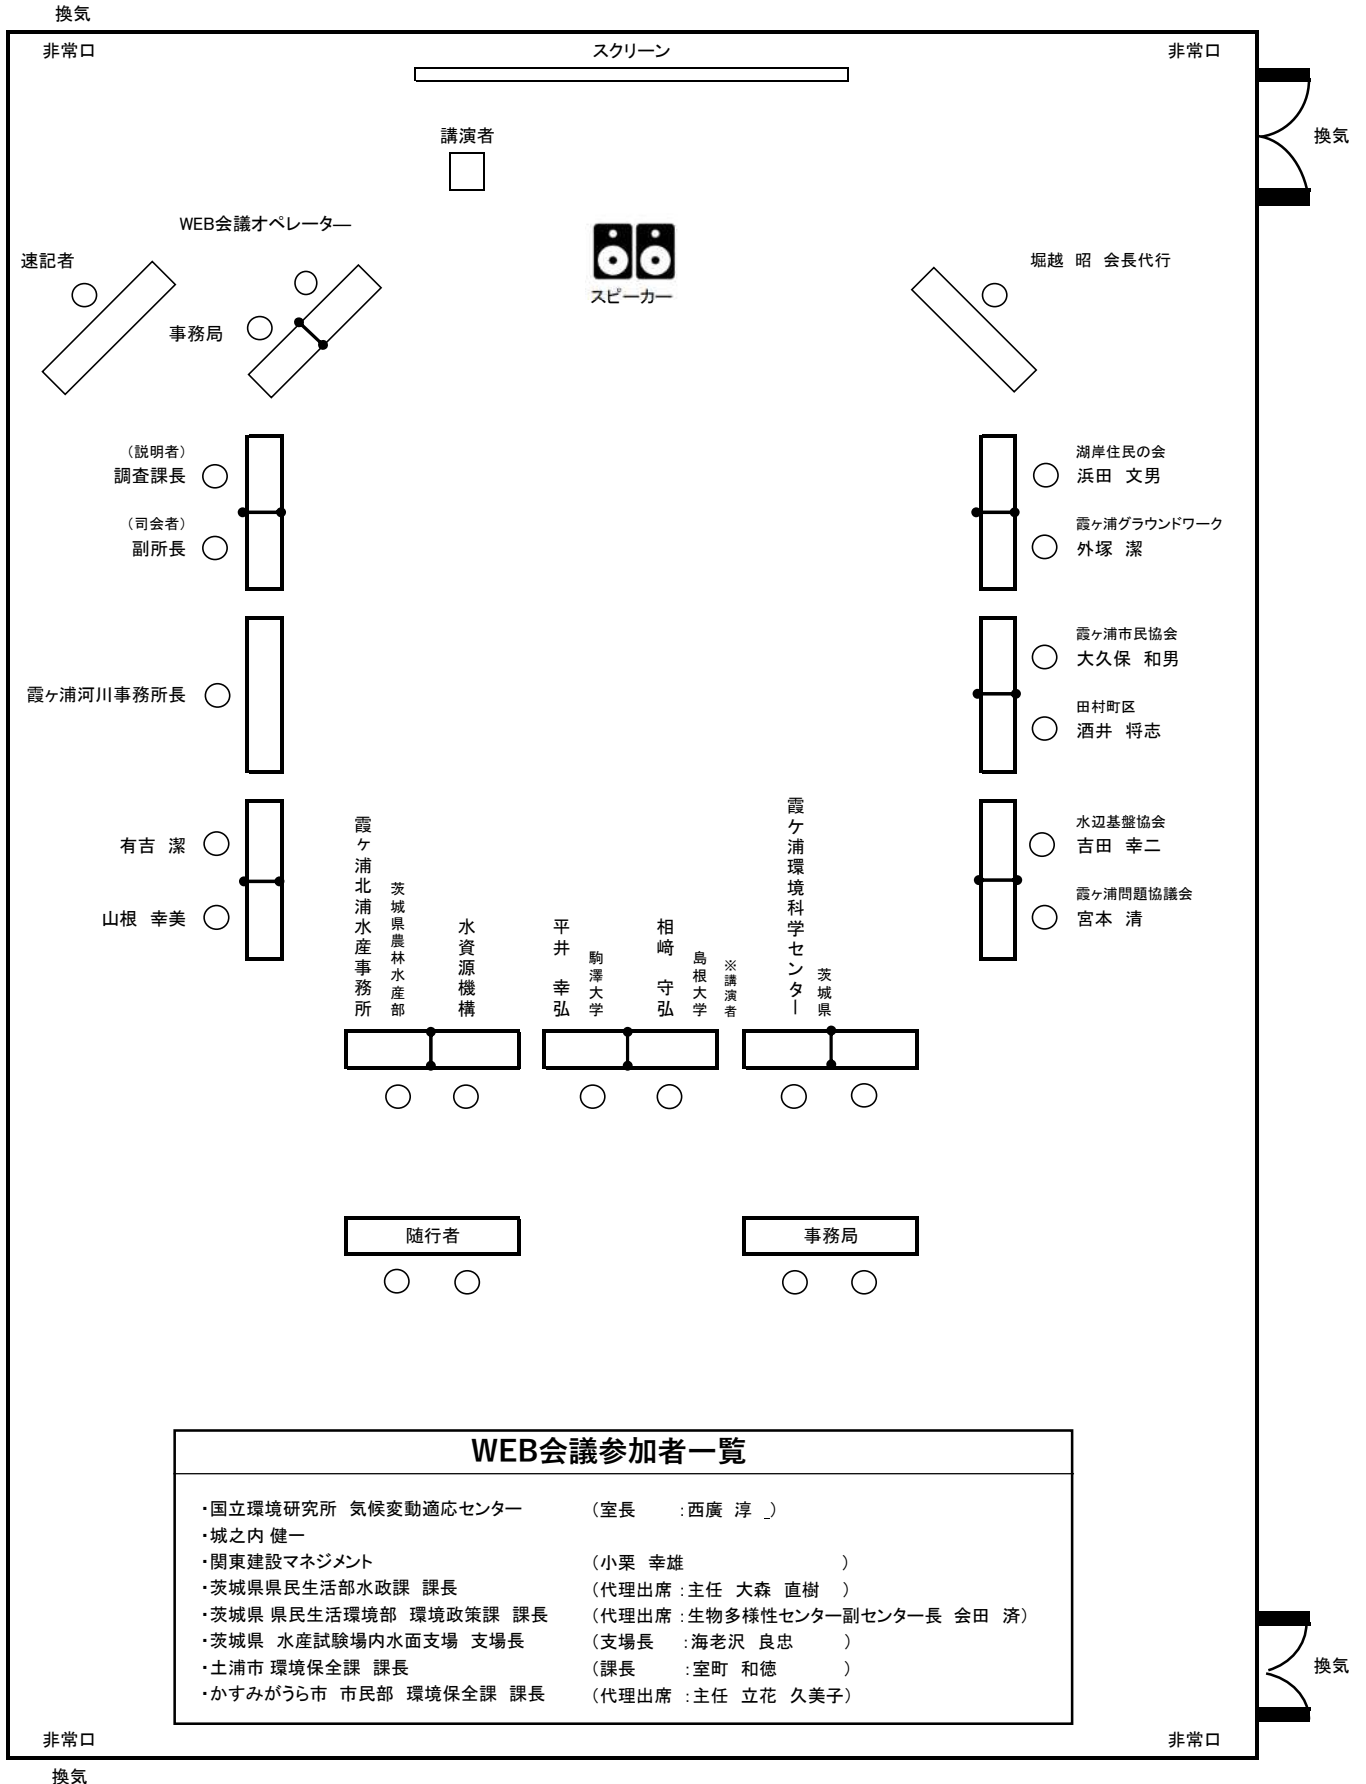 換気
非常口
スクリーン
非常口
講演者
換気
WEB会議オペレーター
速記者
事務局
スピーカー
堀越 昭 会長代行
(説明者)
調査課長
(司会者)
副所長
霞ヶ浦河川事務所長
有吉 潔
山根 幸美
湖岸住民の会
浜田 文男
霞ヶ浦グラウンドワーク
外塚 潔
霞ヶ浦市民協会
大久保 和男
田村町区
酒井 将志
水辺基盤協会
吉田 幸二
霞ヶ浦問題協議会
宮本 清
霞ケ浦北浦水産事務所
茨城県農林水産部
水資源機構
平井 幸弘
駒澤大学
相﨑 守弘
島根大学
※講演者
霞ケ浦環境科学センター
茨城県
随行者
事務局
WEB会議参加者一覧
・国立環境研究所 気候変動適応センター (室長 :西廣 淳 _)
・城之内 健一
・関東建設マネジメント (小栗 幸雄 )
・茨城県県民生活部水政課 課長 (代理出席 :主任 大森 直樹 )
・茨城県 県民生活環境部 環境政策課 課長 (代理出席 :生物多様性センター副センター長 会田 済)
・茨城県 水産試験場内水面支場 支場長 (支場長 :海老沢 良忠 )
・土浦市 環境保全課 課長 (課長 :室町 和徳 )
・かすみがうら市 市民部 環境保全課 課長 (代理出席 :主任 立花 久美子)
換気
非常口
非常口
換気